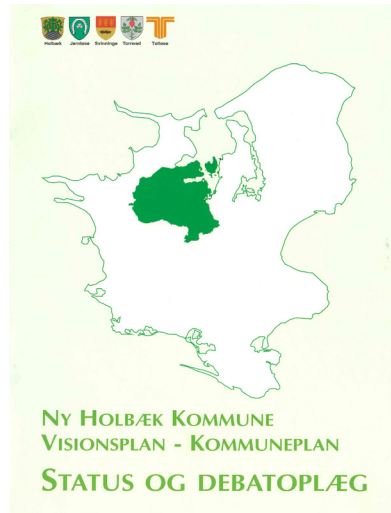 Holbæk Jernløse Svinninge Tornved Tølløse
Ny Holbæk Kommune
Visionsplan - Kommuneplan
Status og debatoplæg